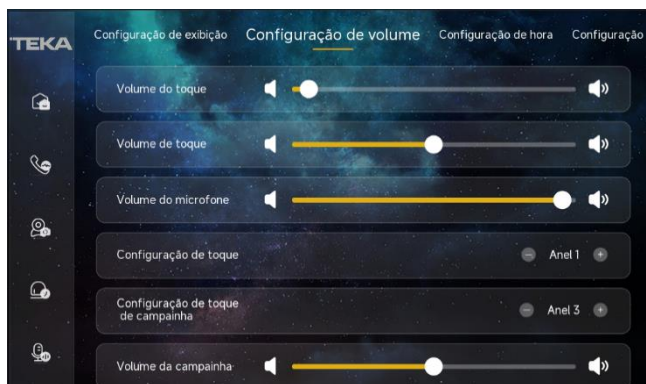 TEKA
Configuração de exibição Configuração de volume Configuração de hora Configuração
Volume do toque
Volume de toque
Volume do microfone
Configuração de toque Anel 1
Configuração de toque
de campainha Anel 3
Volume da campainha